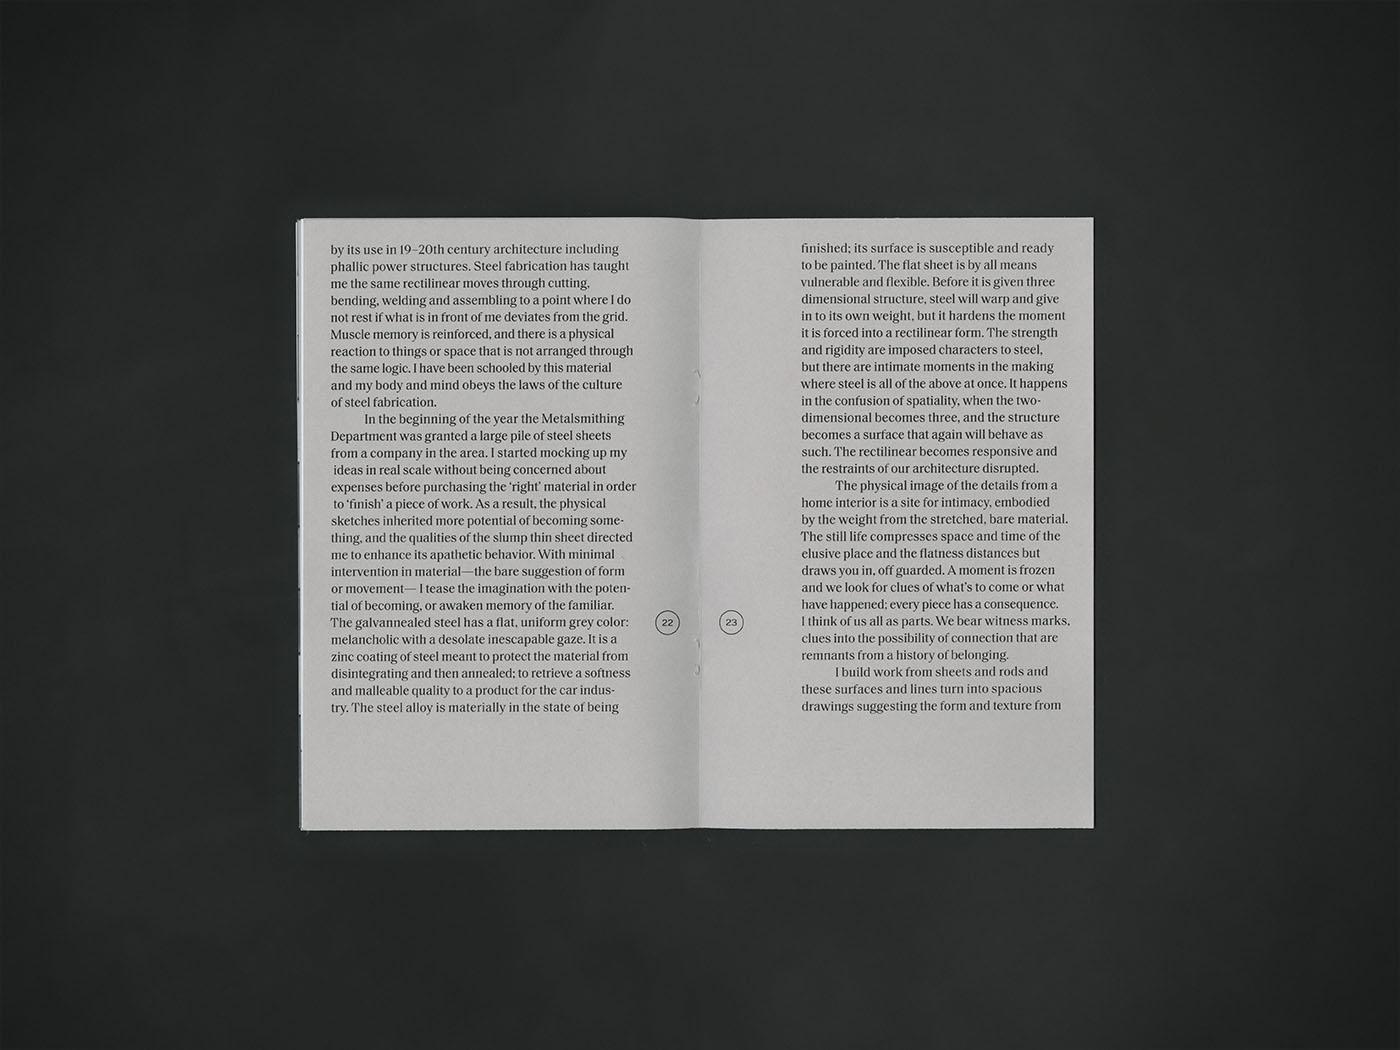 by its use in 19–20th century architecture including
phallic power structures. Steel fabrication has taught
me the same rectilinear moves through cutting,
bending, welding and assembling to a point where I do
not rest if what is in front of me deviates from the grid.
Muscle memory is reinforced, and there is a physical
reaction to things or space that is not arranged through
the same logic. I have been schooled by this material
and my body and mind obeys the laws of the culture
of steel fabrication.
In the beginning of the year the Metalsmithing
Department was granted a large pile of steel sheets
from a company in the area. I started mocking up my
ideas in real scale without being concerned about
expenses before purchasing the ‘right’ material in order
to ‘finish’ a piece of work. As a result, the physical
sketches inherited more potential of becoming some-
thing, and the qualities of the slump thin sheet directed
me to enhance its apathetic behavior. With minimal
intervention in material—the bare suggestion of form
or movement— I tease the imagination with the poten-
tial of becoming, or awaken memory of the familiar.
The galvannealed steel has a flat, uniform grey color:
melancholic with a desolate inescapable gaze. It is a
zinc coating of steel meant to protect the material from
disintegrating and then annealed; to retrieve a softness
and malleable quality to a product for the car indus-
try. The steel alloy is materially in the state of being
22
23
finished; its surface is susceptible and ready
to be painted. The flat sheet is by all means
vulnerable and flexible. Before it is given three
dimensional structure, steel will warp and give
in to its own weight, but it hardens the moment
it is forced into a rectilinear form. The strength
and rigidity are imposed characters to steel,
but there are intimate moments in the making
where steel is all of the above at once. It happens
in the confusion of spatiality, when the two-
dimensional becomes three, and the structure
becomes a surface that again will behave as
such. The rectilinear becomes responsive and
the restraints of our architecture disrupted.
The physical image of the details from a
home interior is a site for intimacy, embodied
by the weight from the stretched, bare material.
The still life compresses space and time of the
elusive place and the flatness distances but
draws you in, off guarded. A moment is frozen
and we look for clues of what’s to come or what
have happened; every piece has a consequence.
I think of us all as parts. We bear witness marks,
clues into the possibility of connection that are
remnants from a history of belonging.
I build work from sheets and rods and
these surfaces and lines turn into spacious
drawings suggesting the form and texture from